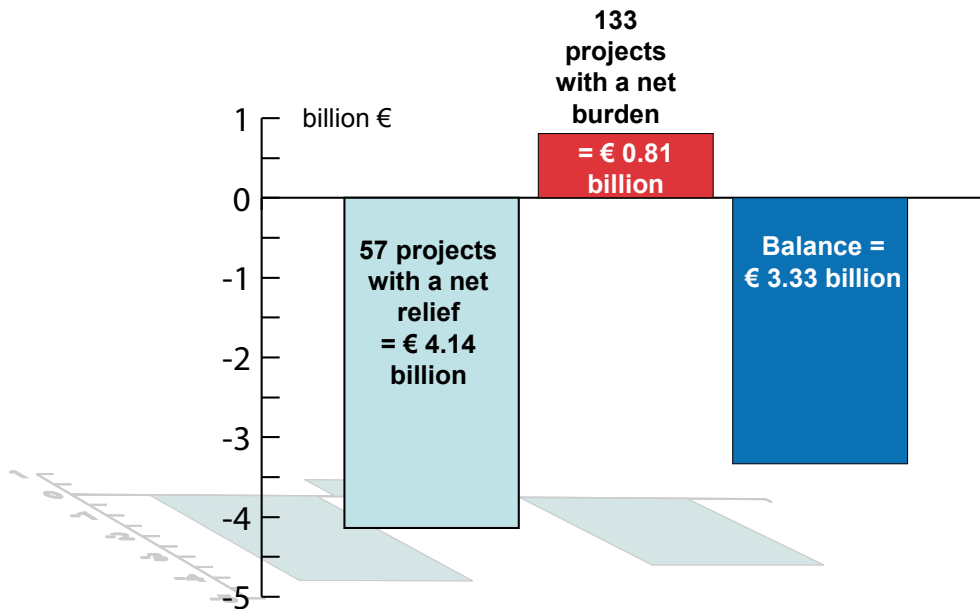 133
projects
with a net
burden
1
billion €
= € 0.81
billion
0
57 projects
with a net
relief
= € 4.14
billion
Balance =
€ 3.33 billion
-1
-2
-3
-4
-5